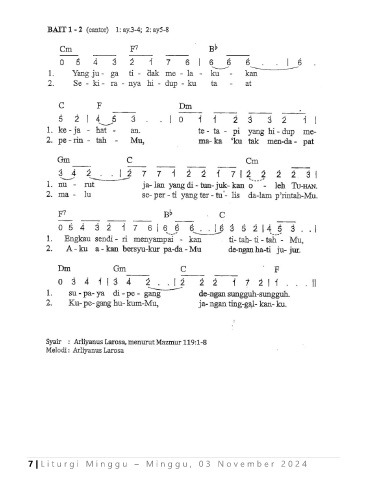 BAIT 1 - 2 (cantor) 1: ay.3-4; 2: ay5-8
Cm F7 Bb
0 5 4 3 2 1 7 6 | 6 6 6 . . | 6 .
1. Yang ju - ga ti - dak me - la - ku - kan
2. Se - ki - ra - nya hi - dup - ku ta - at
C F Dm
5 2 | 4 5 3 . . | 0 1 1 2 3 3 2 1 |
1. ke - ja - hat - an. te - ta - pi yang hi - dup me-
2. pe - rin - tah - Mu, ma- ka 'ku tak men-da - pat
Gm C Cm
3 4 2 . . | 2 7 7 1 2 2 1 7 | 2 2 2 2 3 |
1. nu - rut ja- lan yang di - tun- juk- kan o - leh TUHAN.
2. ma - lu se- per - ti yang ter - tu - lis da-lam p'rintah-Mu.
F7 Bb C
0 5 4 3 2 1 7 6 | 6 6 6 . . | 6 3 5 2 | 4 5 3 . . |
1. Engkau sendi - ri menyampai - kan ti- tah- ti - tah - Mu,
2. A - ku a - kan bersyu-kur pa-da - Mu de-ngan ha-ti ju- jur.
Dm Gm C F
0 3 4 1 | 3 4 2 . . | 2 2 2 1 7 2 | 1 . . . ||
1. su - pa- ya di - pe - gang de-ngan sungguh-sungguh.
2. Ku- pe- gang hu - kum-Mu, ja- ngan ting-gal- kan- ku.
Syair : Arliyanus Larosa, menurut Mazmur 119:1-8
Melodi : Arliyanus Larosa
7 | Liturgi Minggu – Minggu, 03 November 2024